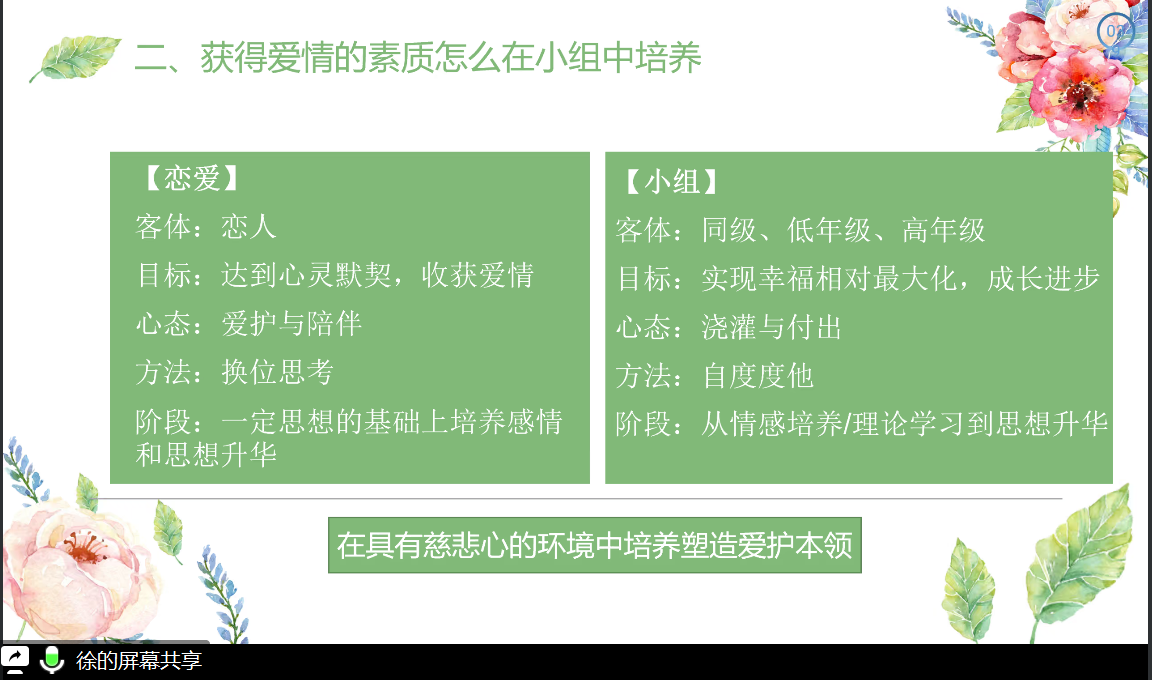 二、获得爱情的素质怎么在小组中培养
【恋爱】
客体：恋人
目标：达到心灵默契，收获爱情
心态：爱护与陪伴
方法：换位思考
阶段：一定思想的基础上培养感情
和思想升华
【小组】
客体：同级、低年级、高年级
目标：实现幸福相对最大化，成长进步
心态：浇灌与付出
方法：自度度他
阶段：从情感培养/理论学习到思想升华
在具有慈悲心的环境中培养塑造爱护本领
徐的屏幕共享